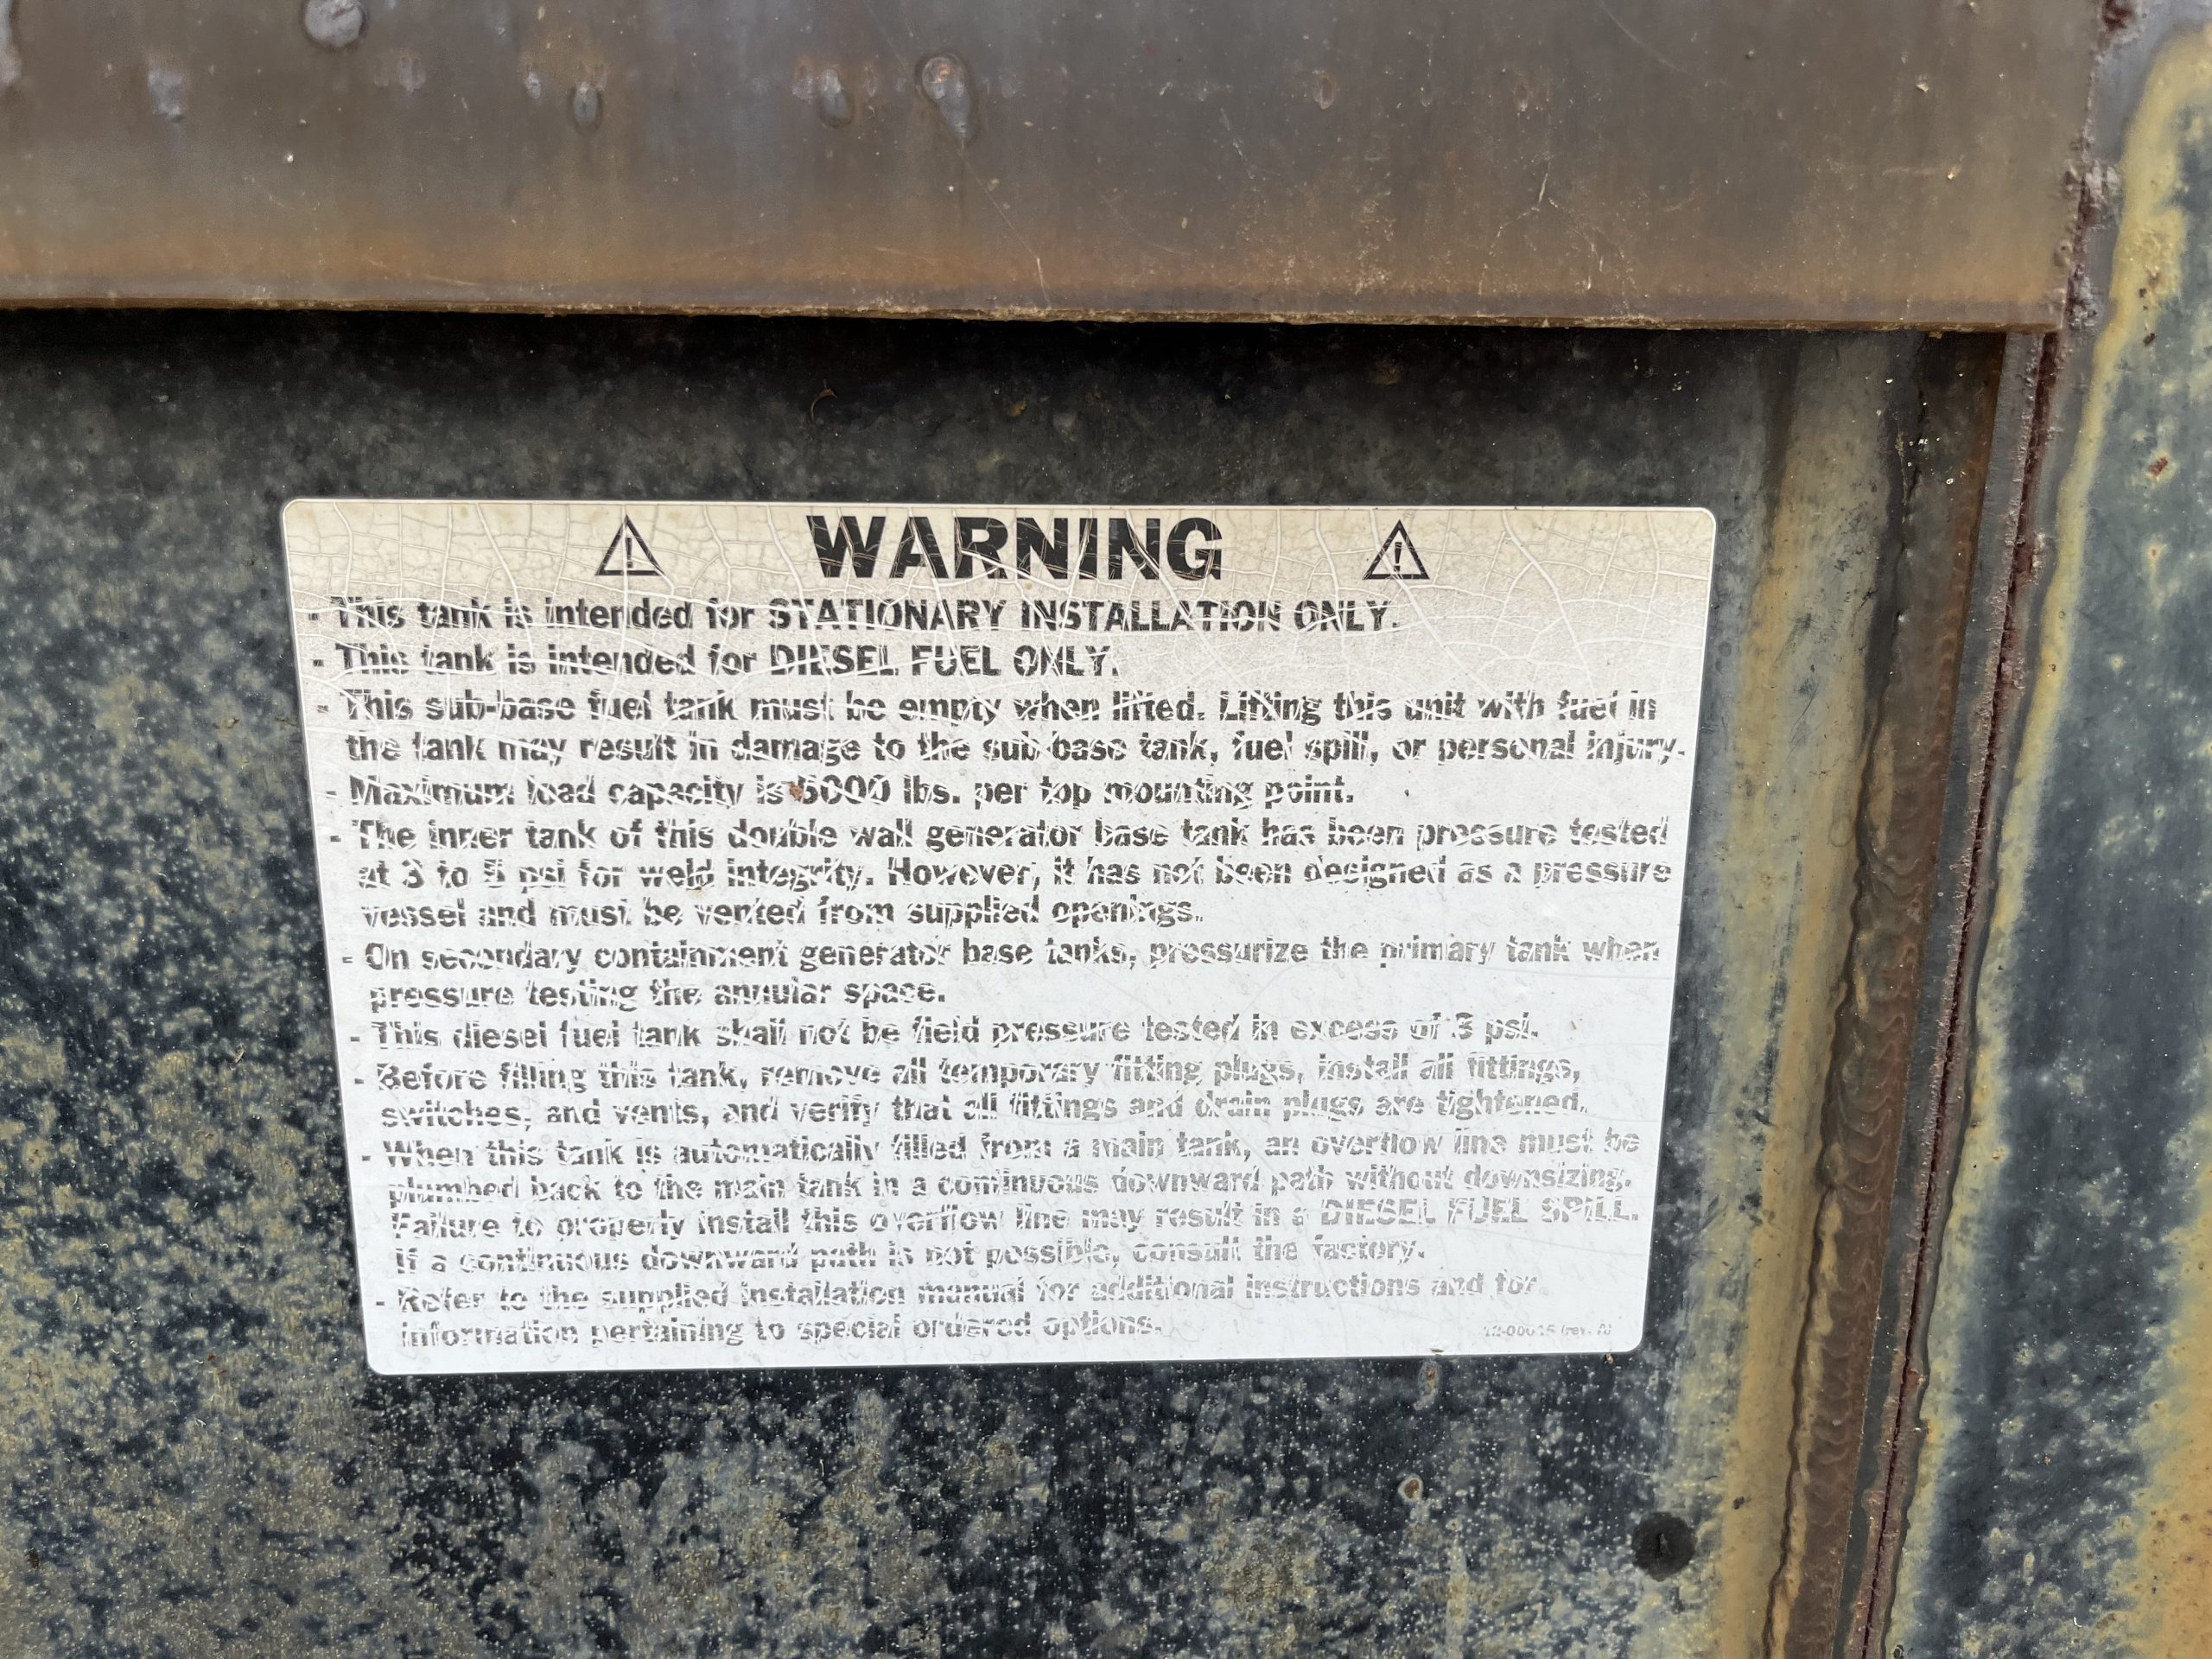 WARNING
- This tank is intended for STATIONARY INSTALLATION ONLY.
- This tank is intended for DIESEL FUEL ONLY.
- This sub-base fuel tank must be empty when lifted. Lifting this unit with fuel in
the tank may result in damage to the sub base tank, fuel spill, or personal injury.
- Maximum load capacity is 5000 lbs. per top mounting point.
- The inner tank of this double wall generator base tank has been pressure tested
at 3 to 5 psi for weld integrity. However, it has not been designed as a pressure
vessel and must be vented from supplied openings.
- On secondary containment generator base tanks, pressurize the primary tank when
pressure testing the annular space.
- This diesel fuel tank shall not be field pressure tested in excess of 3 psi.
- Before filling this tank, remove all temporary fitting plugs, install all fittings,
switches, and vents, and verify that all fittings and drain plugs are tightened.
- When this tank is automatically filled from a main tank, an overflow line must be
plumbed back to the main tank in a continuous downward path without downsizing.
Failure to properly install this overflow line may result in a DIESEL FUEL SPILL.
If a continuous downward path is not possible, consult the factory.
- Refer to the supplied installation manual for additional instructions and for
information pertaining to special ordered options.